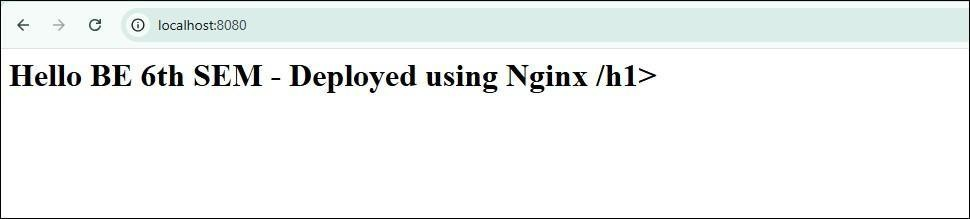 localhost:8080
Hello BE 6th SEM - Deployed using Nginx /h1>